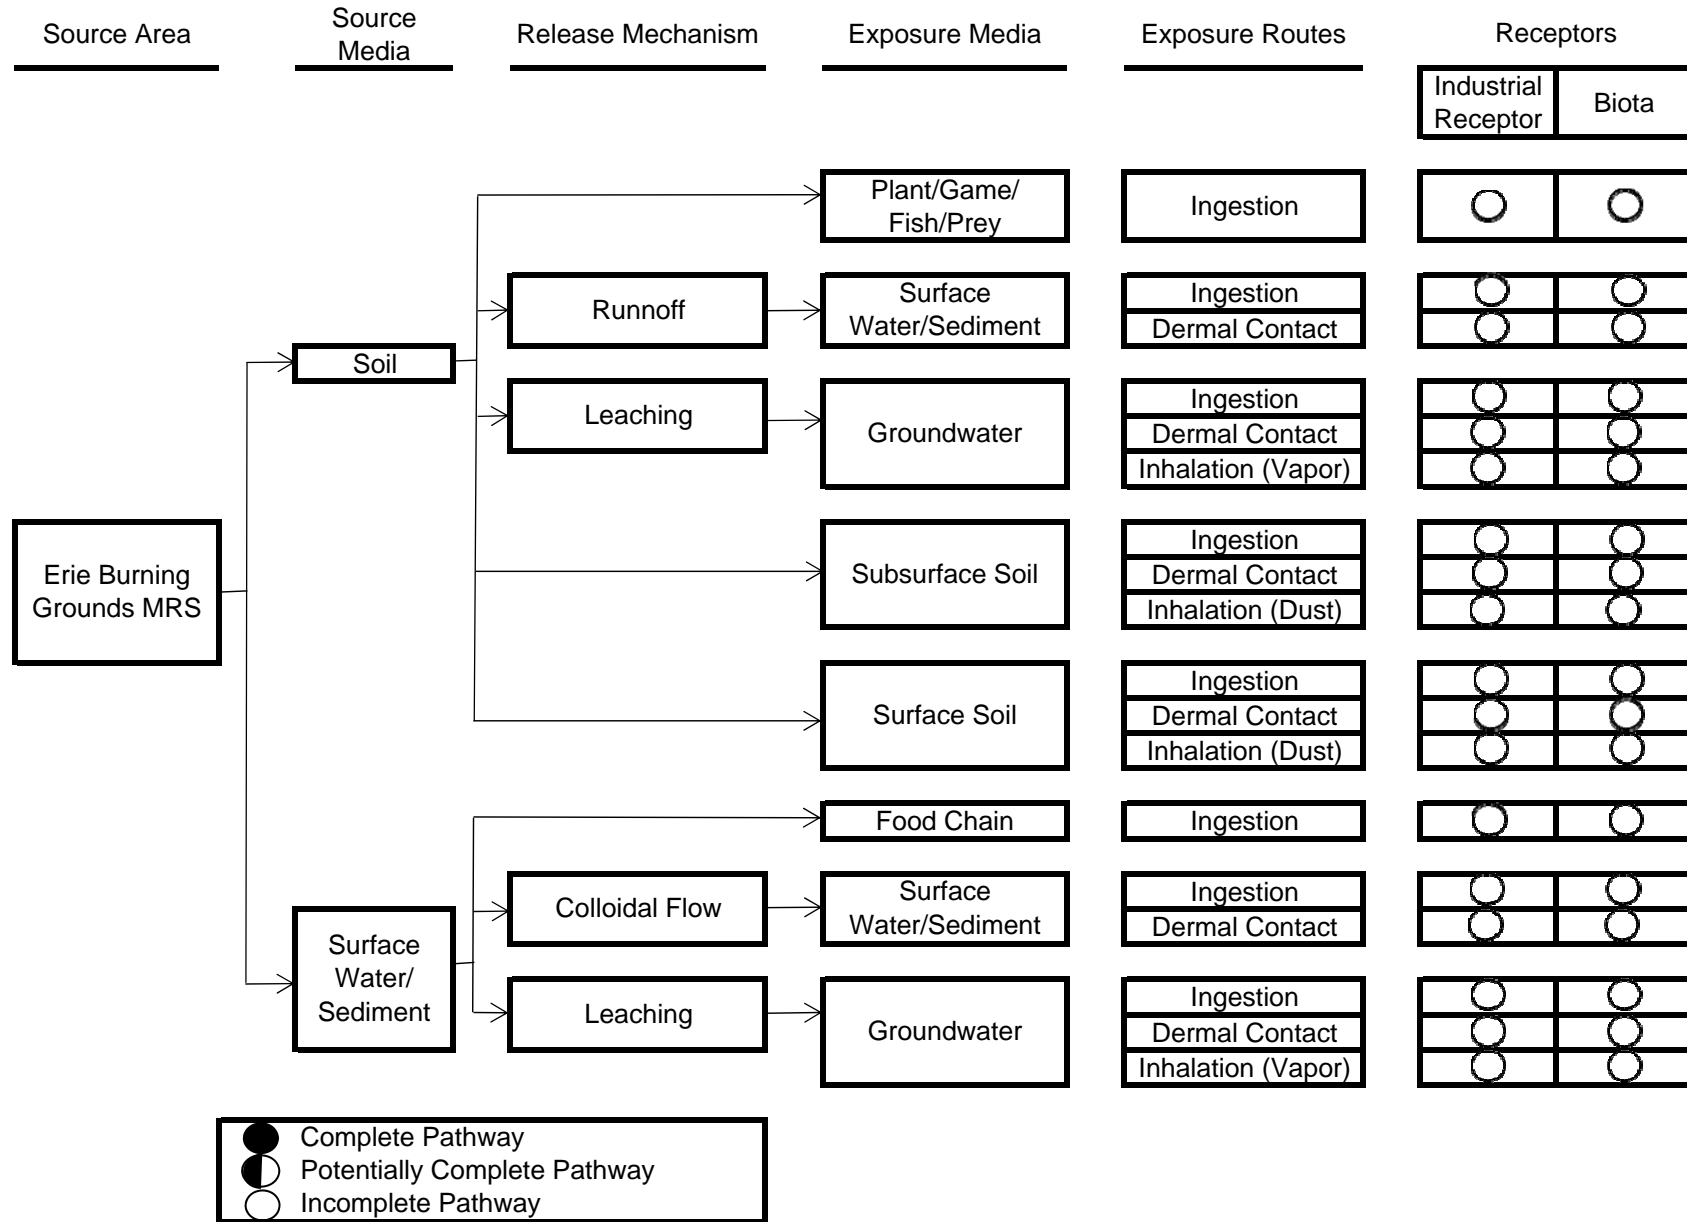 Source Area
Source
Media
Release Mechanism
Exposure Media
Exposure Routes
Receptors
Industrial
Receptor
Biota
Plant/Game/
Fish/Prey
Ingestion
Runnoff
Surface
Water/Sediment
Ingestion
Dermal Contact
Soil
Leaching
Groundwater
Ingestion
Dermal Contact
Inhalation (Vapor)
Erie Burning
Grounds MRS
Subsurface Soil
Ingestion
Dermal Contact
Inhalation (Dust)
Surface Soil
Ingestion
Dermal Contact
Inhalation (Dust)
Food Chain
Ingestion
Surface
Water/
Sediment
Colloidal Flow
Surface
Water/Sediment
Ingestion
Dermal Contact
Leaching
Groundwater
Ingestion
Dermal Contact
Inhalation (Vapor)
Complete Pathway
Potentially Complete Pathway
Incomplete Pathway